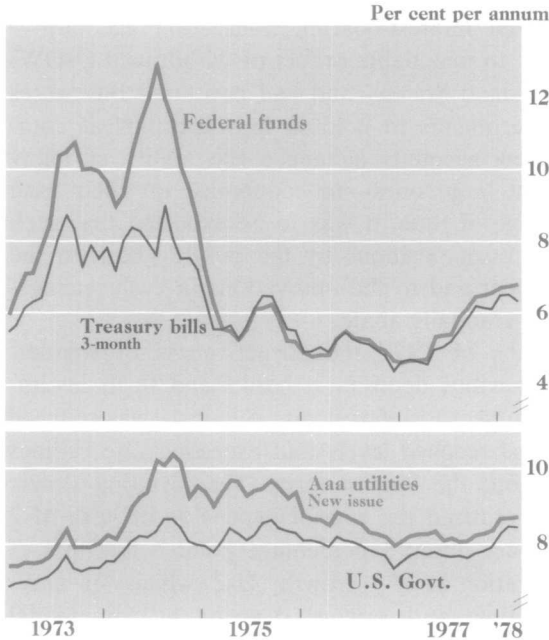 Per cent per annum
12
Federal funds
10
8
6
Treasury bills
3-month
4
10
Aaa utilities
New issue
8
U.S. Govt.
1973 1975 1977 '78